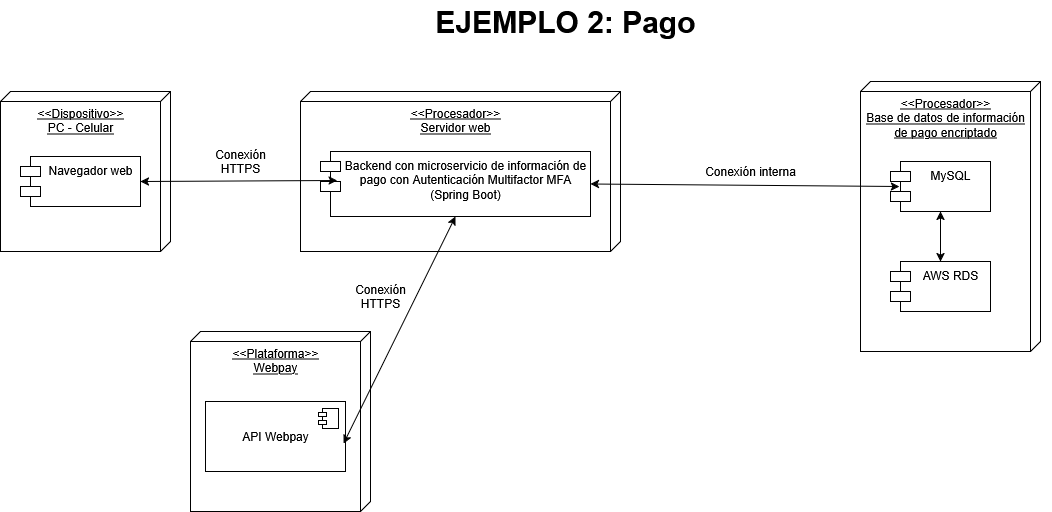 EJEMPLO 2: Pago
<<Dispositivo>>
PC - Celular
Navegador web
Conexión
HTTPS
<<Procesador>>
Servidor web
Backend con microservicio de información de
pago con Autenticación Multifactor MFA
(Spring Boot)
Conexión interna
<<Procesador>>
Base de datos de información
de pago encriptado
MySQL
AWS RDS
Conexión
HTTPS
<<Plataforma>>
Webpay
API Webpay